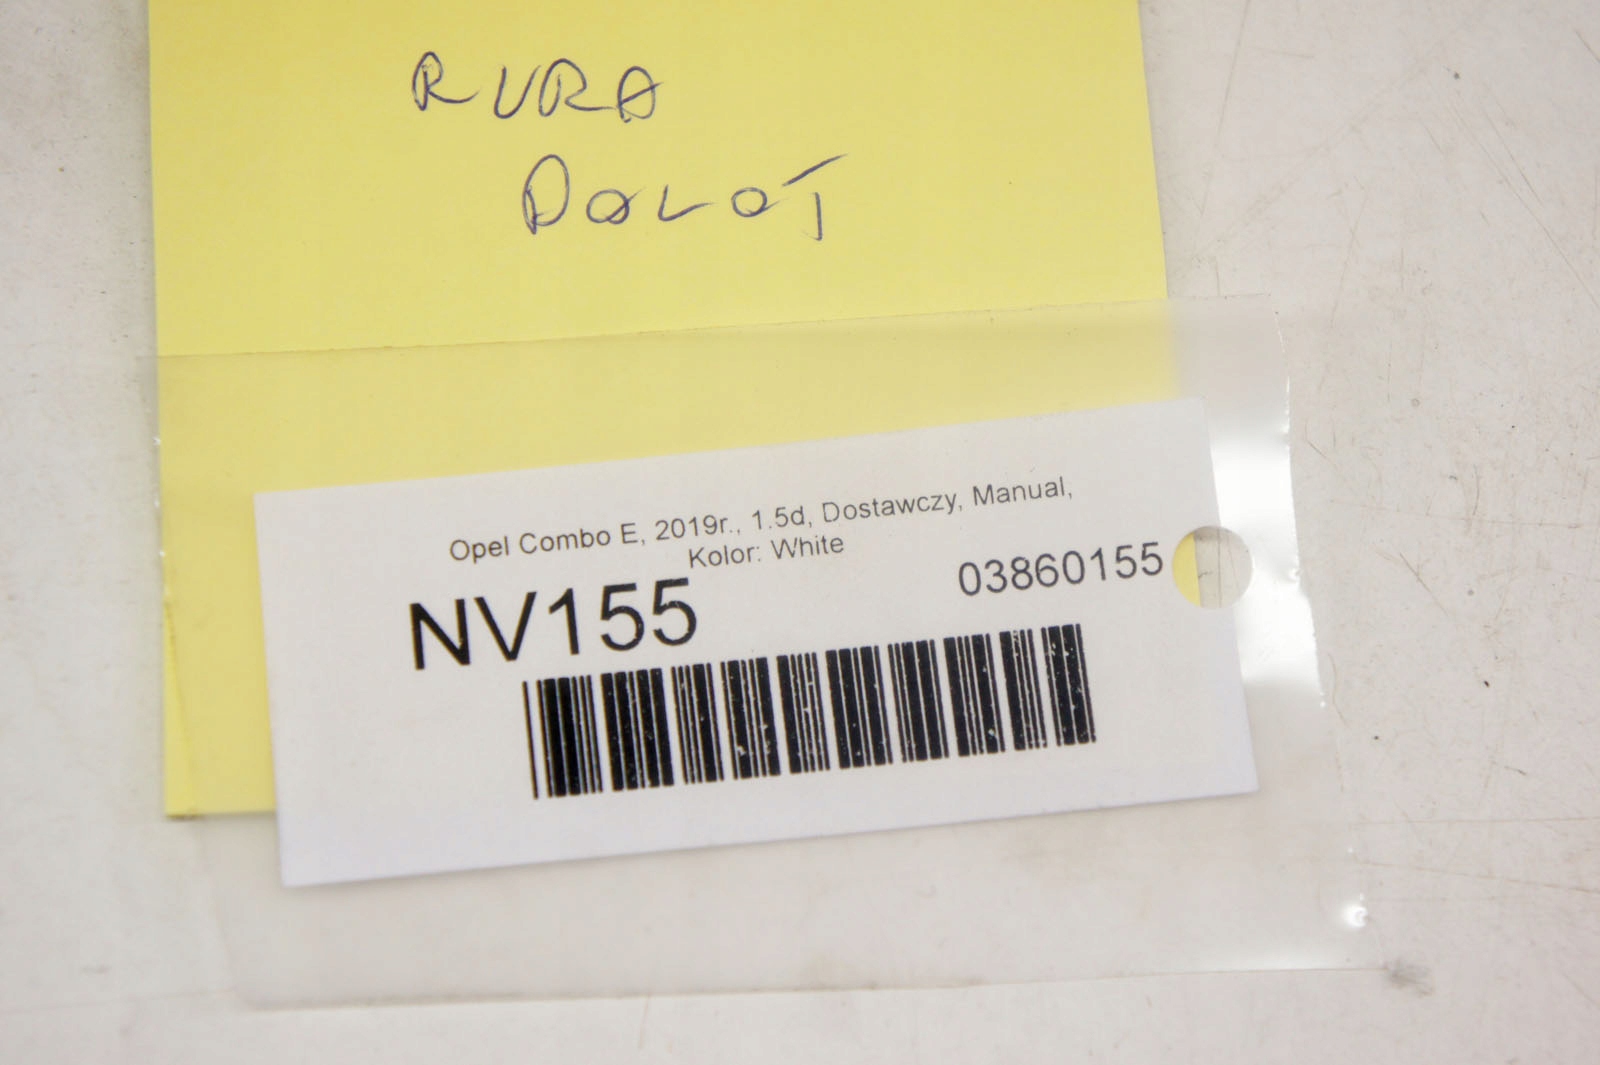 RURA
DOLOT
Opel Combo E, 2019r., 1.5d, Dostawczy, Manual,
Kolor: White
NV155
03860155